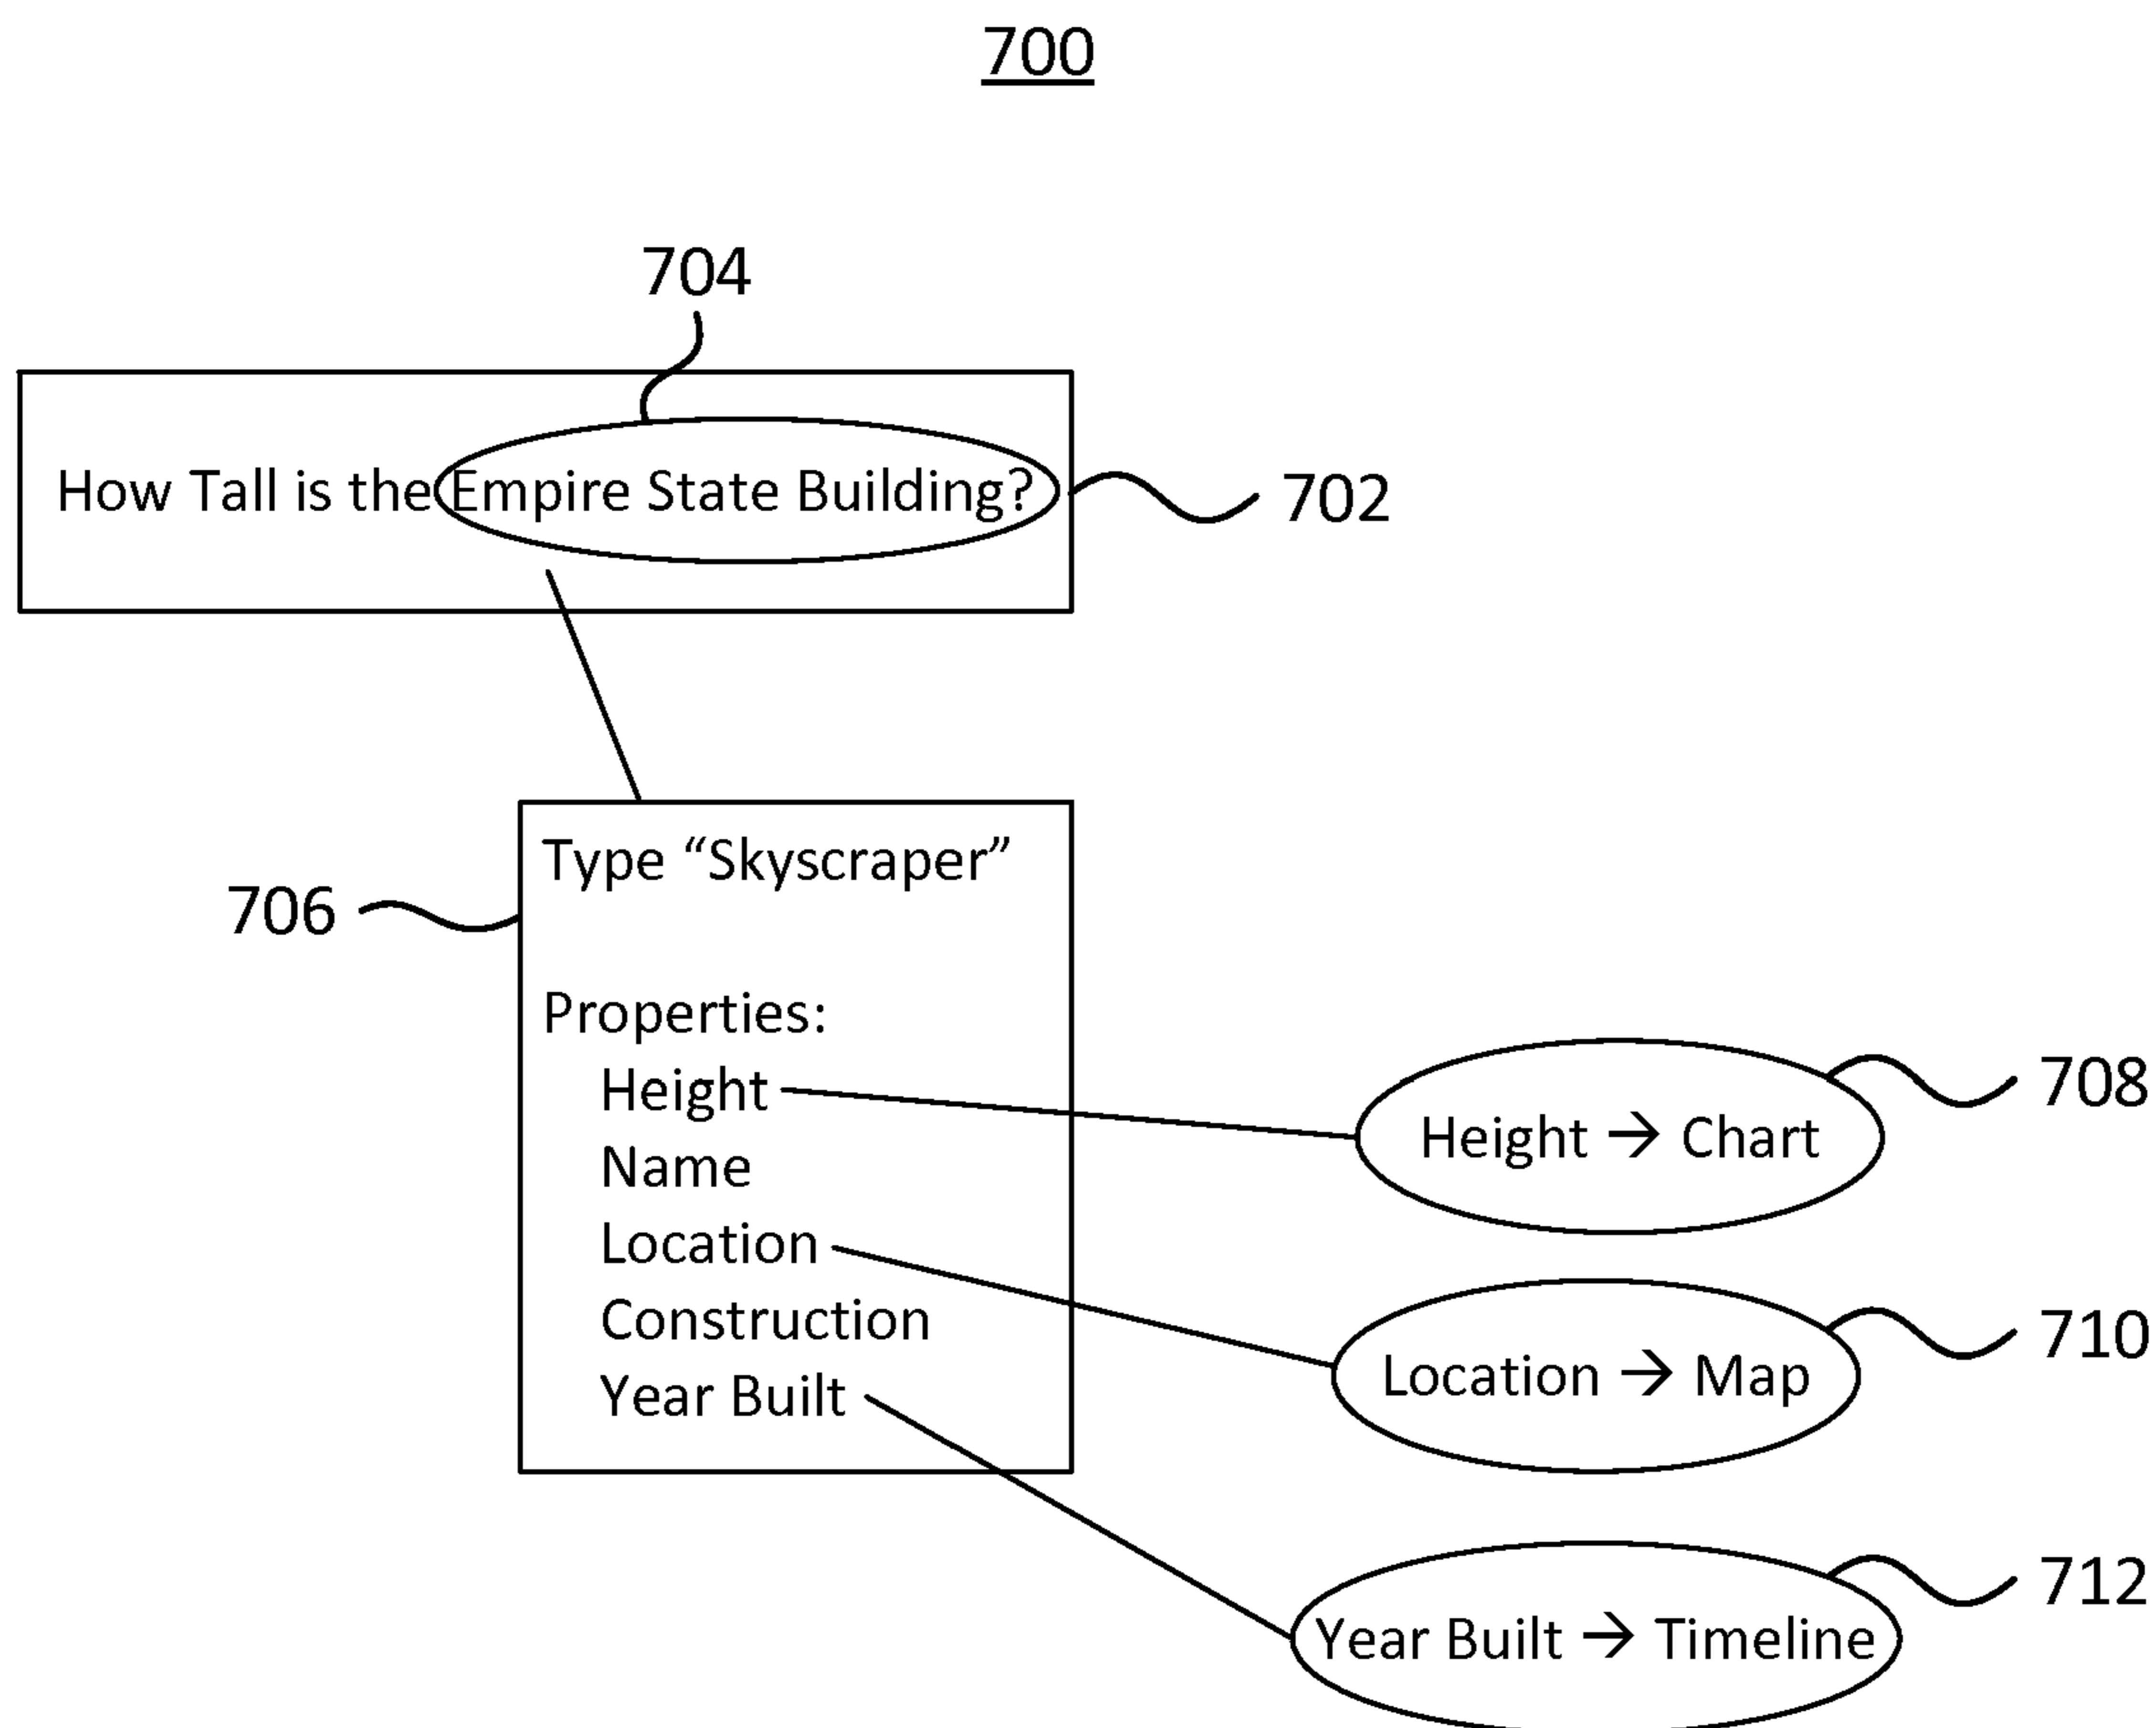 700
704
How Tall is the Empire State Building?
702
706
Type “Skyscraper”
Properties:
Height
Name
Location
Construction
Year Built
Height → Chart
708
Location → Map
710
Year Built → Timeline
712